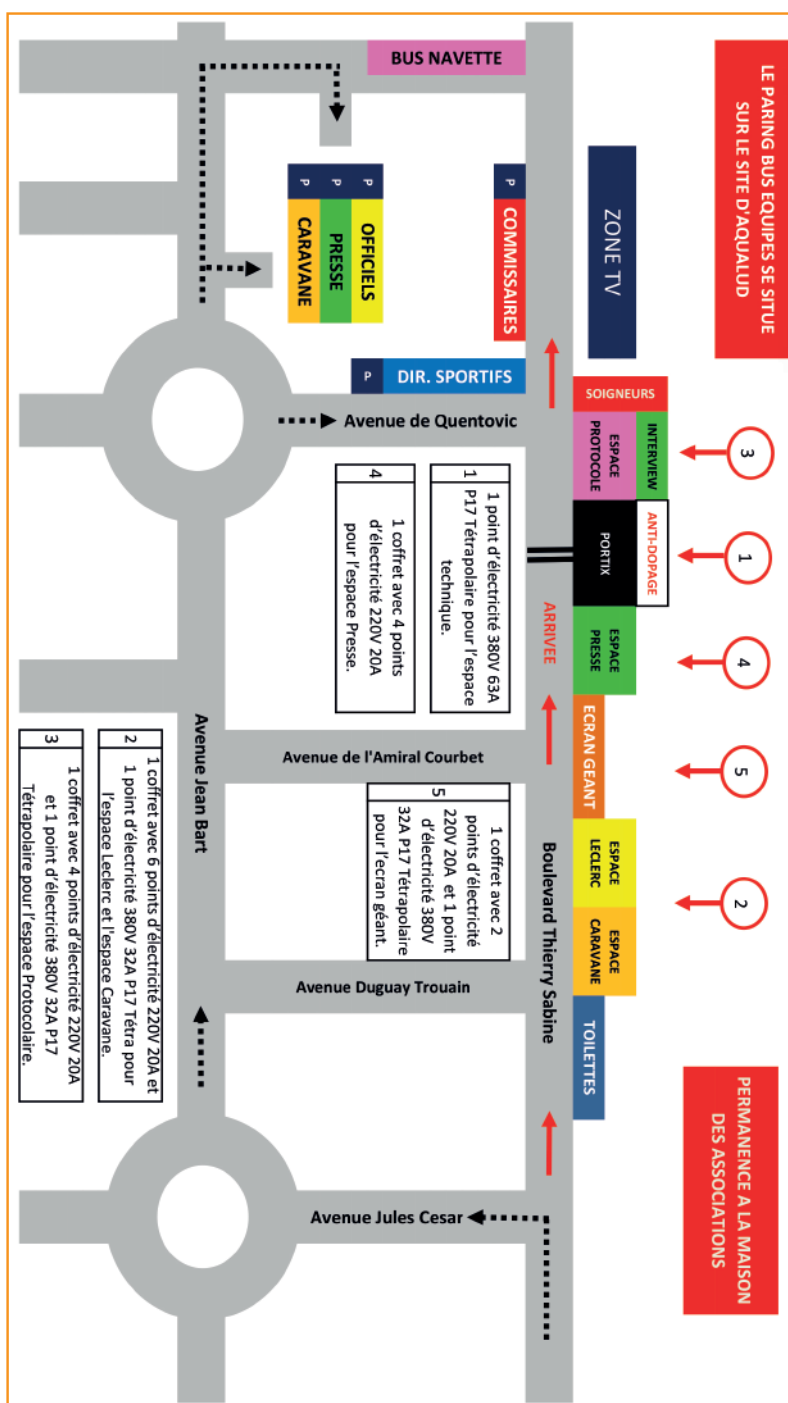 LE PARING BUS EQUIPES SE SITUE
SUR LE SITE D'AQUALUD
PERMANENCE A LA MAISON
DES ASSOCIATIONS
3
1
4
5
2
ZONE TV
SOIGNEURS
INTERVIEW
ESPACE
PROTOCOLE
ANTI-DOPAGE
PORTIX
ESPACE
PRESSE
ECRAN GEANT
ESPACE
LECLERC
ESPACE
CARAVANE
TOILETTES
ARRIVEE
Boulevard Thierry Sabine
BUS NAVETTE
P
COMMISSAIRES
P
OFFICIELS
P
PRESSE
P
CARAVANE
P
DIR. SPORTIFS
Avenue de Quentovic
Avenue de l'Amiral Courbet
Avenue Duguay Trouain
Avenue Jules Cesar
Avenue Jean Bart
1
1 point d'électricité 380V 63A
P17 Tétrapolaire pour l'espace
technique.
4
1 coffret avec 4 points
d'électricité 220V 20A
pour l'espace Presse.
5
1 coffret avec 2
points d'électricité
220V 20A et 1 point
d'électricité 380V
32A P17 Tétrapolaire
pour l'ecran géant.
2
1 coffret avec 6 points d'électricité 220V 20A et
1 point d'électricité 380V 32A P17 Tétra pour
l'espace Leclerc et l'espace Caravane.
3
1 coffret avec 4 points d'électricité 220V 20A
et 1 point d'électricité 380V 32A P17
Tétrapolaire pour l'espace Protocolaire.